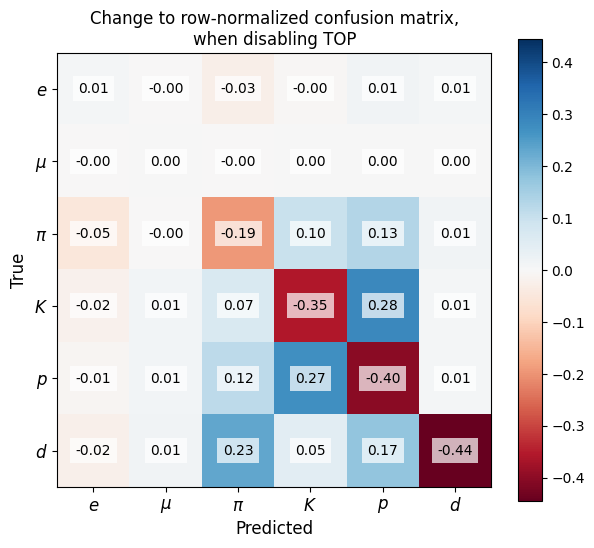 Change to row-normalized confusion matrix,
when disabling TOP
e 0.01 -0.00 -0.03 -0.00 0.01 0.01
μ -0.00 0.00 -0.00 0.00 0.00 0.00
π -0.05 -0.00 -0.19 0.10 0.13 0.01
K -0.02 0.01 0.07 -0.35 0.28 0.01
p -0.01 0.01 0.12 0.27 -0.40 0.01
d -0.02 0.01 0.23 0.05 0.17 -0.44
e μ π K p d
Predicted
True
0.4
0.3
0.2
0.1
0.0
−0.1
−0.2
−0.3
−0.4